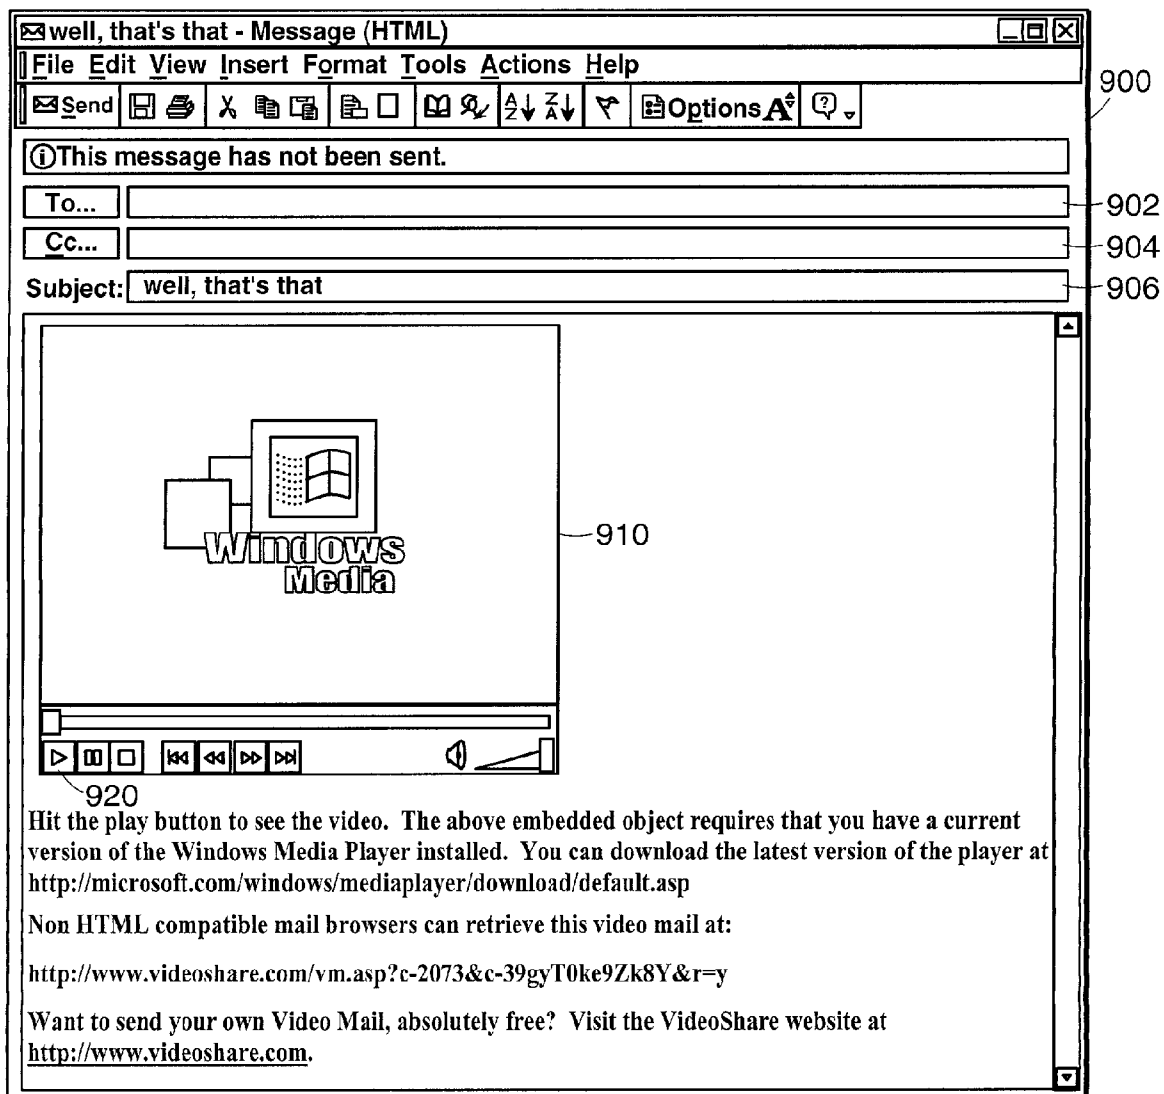 well, that's that - Message (HTML)
File Edit View Insert Format Tools Actions Help
900
Send A Z Z A Options A ?
This message has not been sent.
To... 902
Cc... 904
Subject: well, that's that 906
Windows
Media
910
920
Hit the play button to see the video. The above embedded object requires that you have a current
version of the Windows Media Player installed. You can download the latest version of the player at
http://microsoft.com/windows/mediaplayer/download/default.asp
Non HTML compatible mail browsers can retrieve this video mail at:
http://www.videoshare.com/vm.asp?c-2073&c-39gyT0ke9Zk8Y&r=y
Want to send your own Video Mail, absolutely free? Visit the VideoShare website at
http://www.videoshare.com.